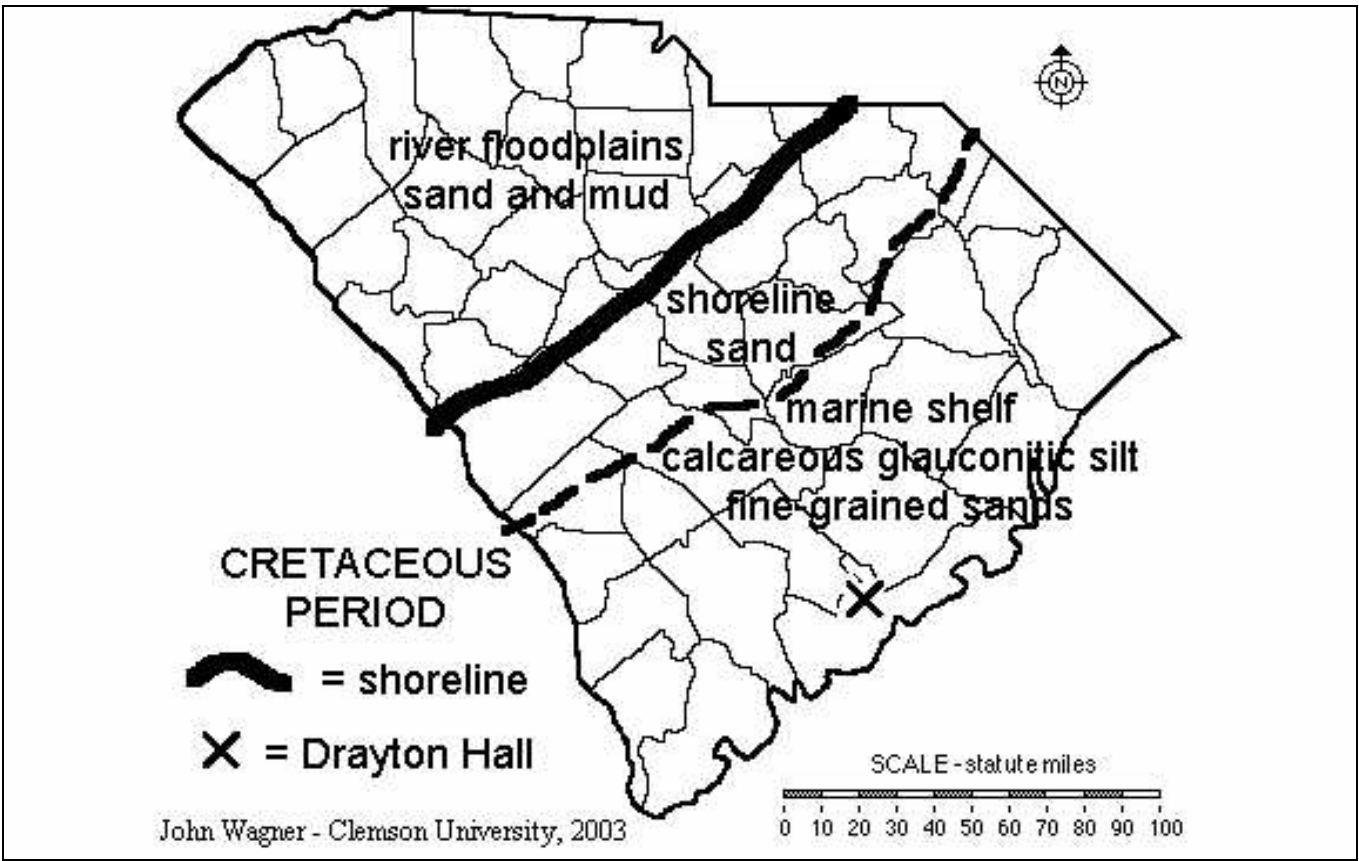 N
river floodplains
sand and mud
shoreline
sand
marine shelf
calcareous glauconitic silt
fine-grained sands
CRETACEOUS
PERIOD
= shoreline
= Drayton Hall
SCALE - statute miles
0 10 20 30 40 50 60 70 80 90 100
John Wagner - Clemson University, 2003